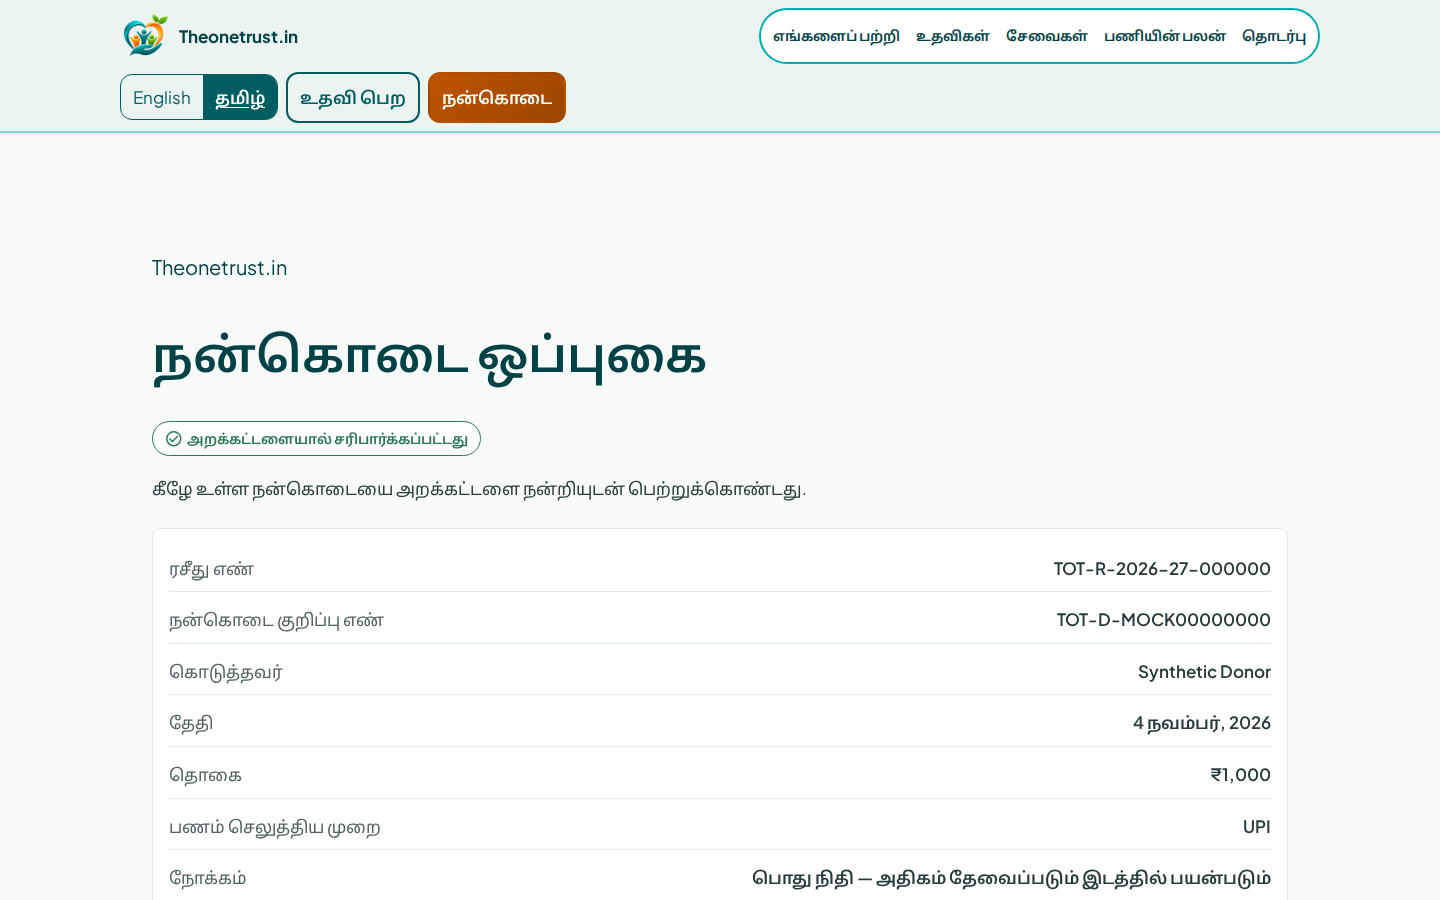 Theonetrust.in
எங்களைப் பற்றி உதவிகள் சேவைகள் பணியின் பலன் தொடர்பு
English தமிழ் உதவி பெற நன்கொடை
Theonetrust.in
நன்கொடை ஒப்புகை
அறக்கட்டளையால் சரிபார்க்கப்பட்டது
கீழே உள்ள நன்கொடையை அறக்கட்டளை நன்றியுடன் பெற்றுக்கொண்டது.
ரசீது எண் TOT-R-2026-27-000000
நன்கொடை குறிப்பு எண் TOT-D-MOCK00000000
கொடுத்தவர் Synthetic Donor
தேதி 4 நவம்பர், 2026
தொகை ₹1,000
பணம் செலுத்திய முறை UPI
நோக்கம் பொது நிதி — அதிகம் தேவைப்படும் இடத்தில் பயன்படும்